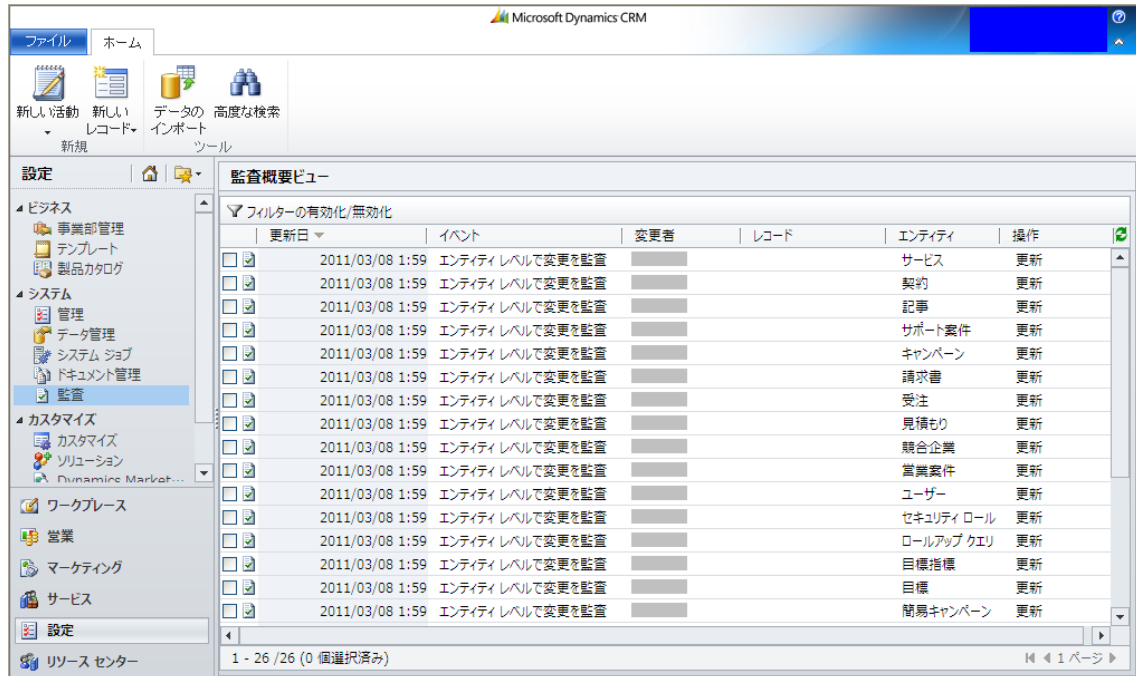 Microsoft Dynamics CRM
ファイル ホーム
新しい活動 新しいレコード データのインポート 高度な検索
新規 ツール
設定
ビジネス
事業部管理
テンプレート
製品カタログ
システム
管理
データ管理
システム ジョブ
ドキュメント管理
監査
カスタマイズ
カスタマイズ
ソリューション
Dynamics Market...
ワークプレース
営業
マーケティング
サービス
設定
リソース センター
監査概要ビュー
フィルターの有効化/無効化
更新日 イベント 変更者 レコード エンティティ 操作
2011/03/08 1:59 エンティティ レベルで変更を監査 サービス 更新
2011/03/08 1:59 エンティティ レベルで変更を監査 契約 更新
2011/03/08 1:59 エンティティ レベルで変更を監査 記事 更新
2011/03/08 1:59 エンティティ レベルで変更を監査 サポート案件 更新
2011/03/08 1:59 エンティティ レベルで変更を監査 キャンペーン 更新
2011/03/08 1:59 エンティティ レベルで変更を監査 請求書 更新
2011/03/08 1:59 エンティティ レベルで変更を監査 受注 更新
2011/03/08 1:59 エンティティ レベルで変更を監査 見積もり 更新
2011/03/08 1:59 エンティティ レベルで変更を監査 競合企業 更新
2011/03/08 1:59 エンティティ レベルで変更を監査 営業案件 更新
2011/03/08 1:59 エンティティ レベルで変更を監査 ユーザー 更新
2011/03/08 1:59 エンティティ レベルで変更を監査 セキュリティ ロール 更新
2011/03/08 1:59 エンティティ レベルで変更を監査 ロールアップ クエリ 更新
2011/03/08 1:59 エンティティ レベルで変更を監査 目標指標 更新
2011/03/08 1:59 エンティティ レベルで変更を監査 目標 更新
2011/03/08 1:59 エンティティ レベルで変更を監査 簡易キャンペーン 更新
1 - 26 /26 (0 個選択済み) 1 ページ